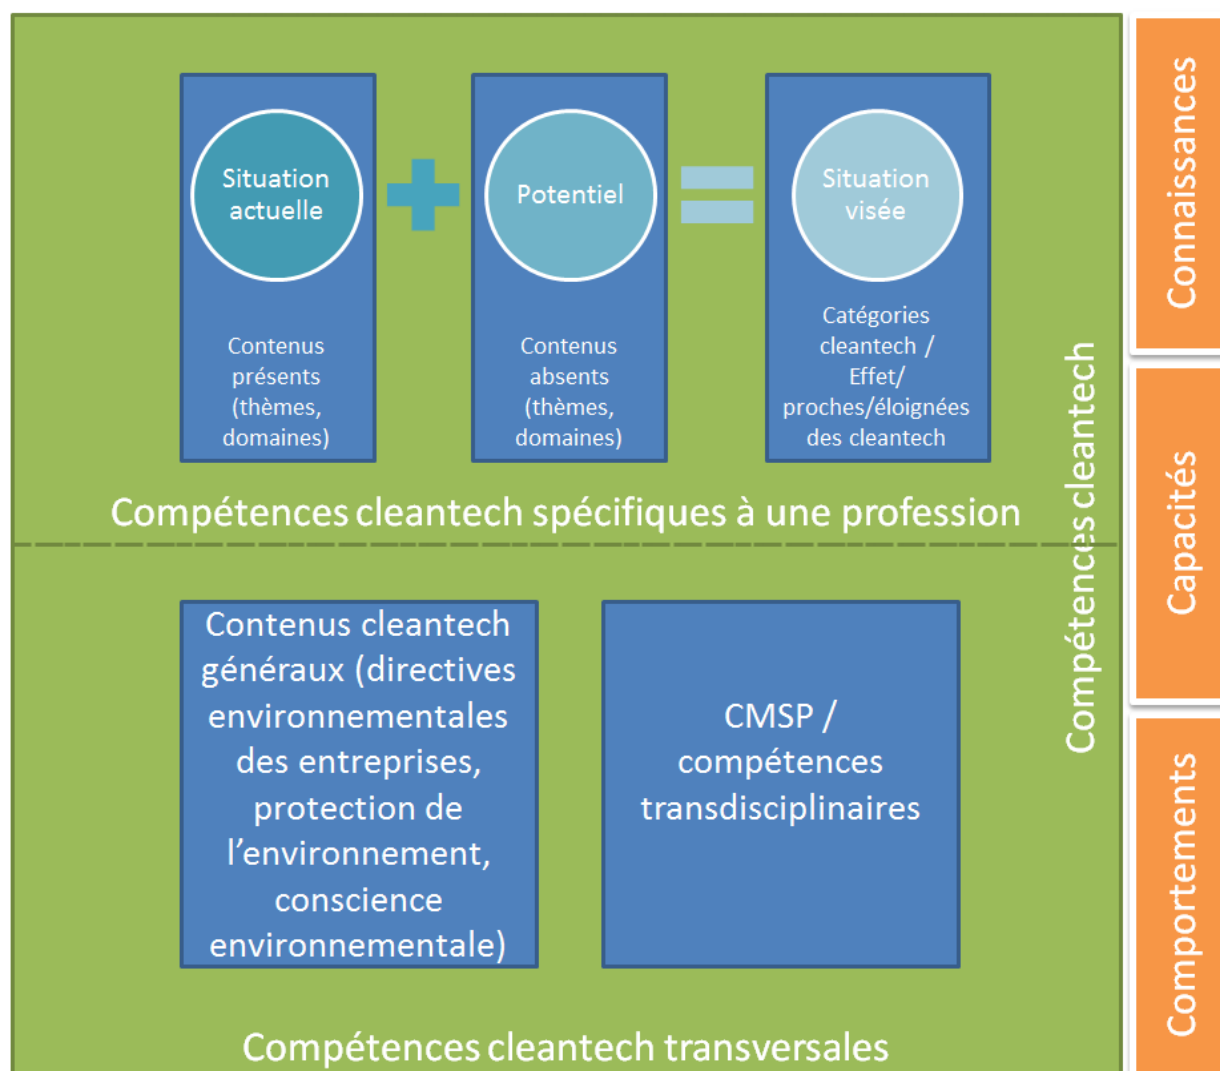 Situation
actuelle
Potentiel
Situation
visée
Contenus
présents
(thèmes,
domaines)
Contenus
absents
(thèmes,
domaines)
Catégories
cleantech /
Effet/
proches/éloignées
des cleantech
Compétences cleantech spécifiques à une profession
Contenus cleantech
généraux (directives
environnementales
des entreprises,
protection de
l’environnement,
conscience
environnementale)
CMSP /
compétences
transdisciplinaires
Compétences cleantech transversales
Compétences cleantech
Connaissances
Capacités
Comportements